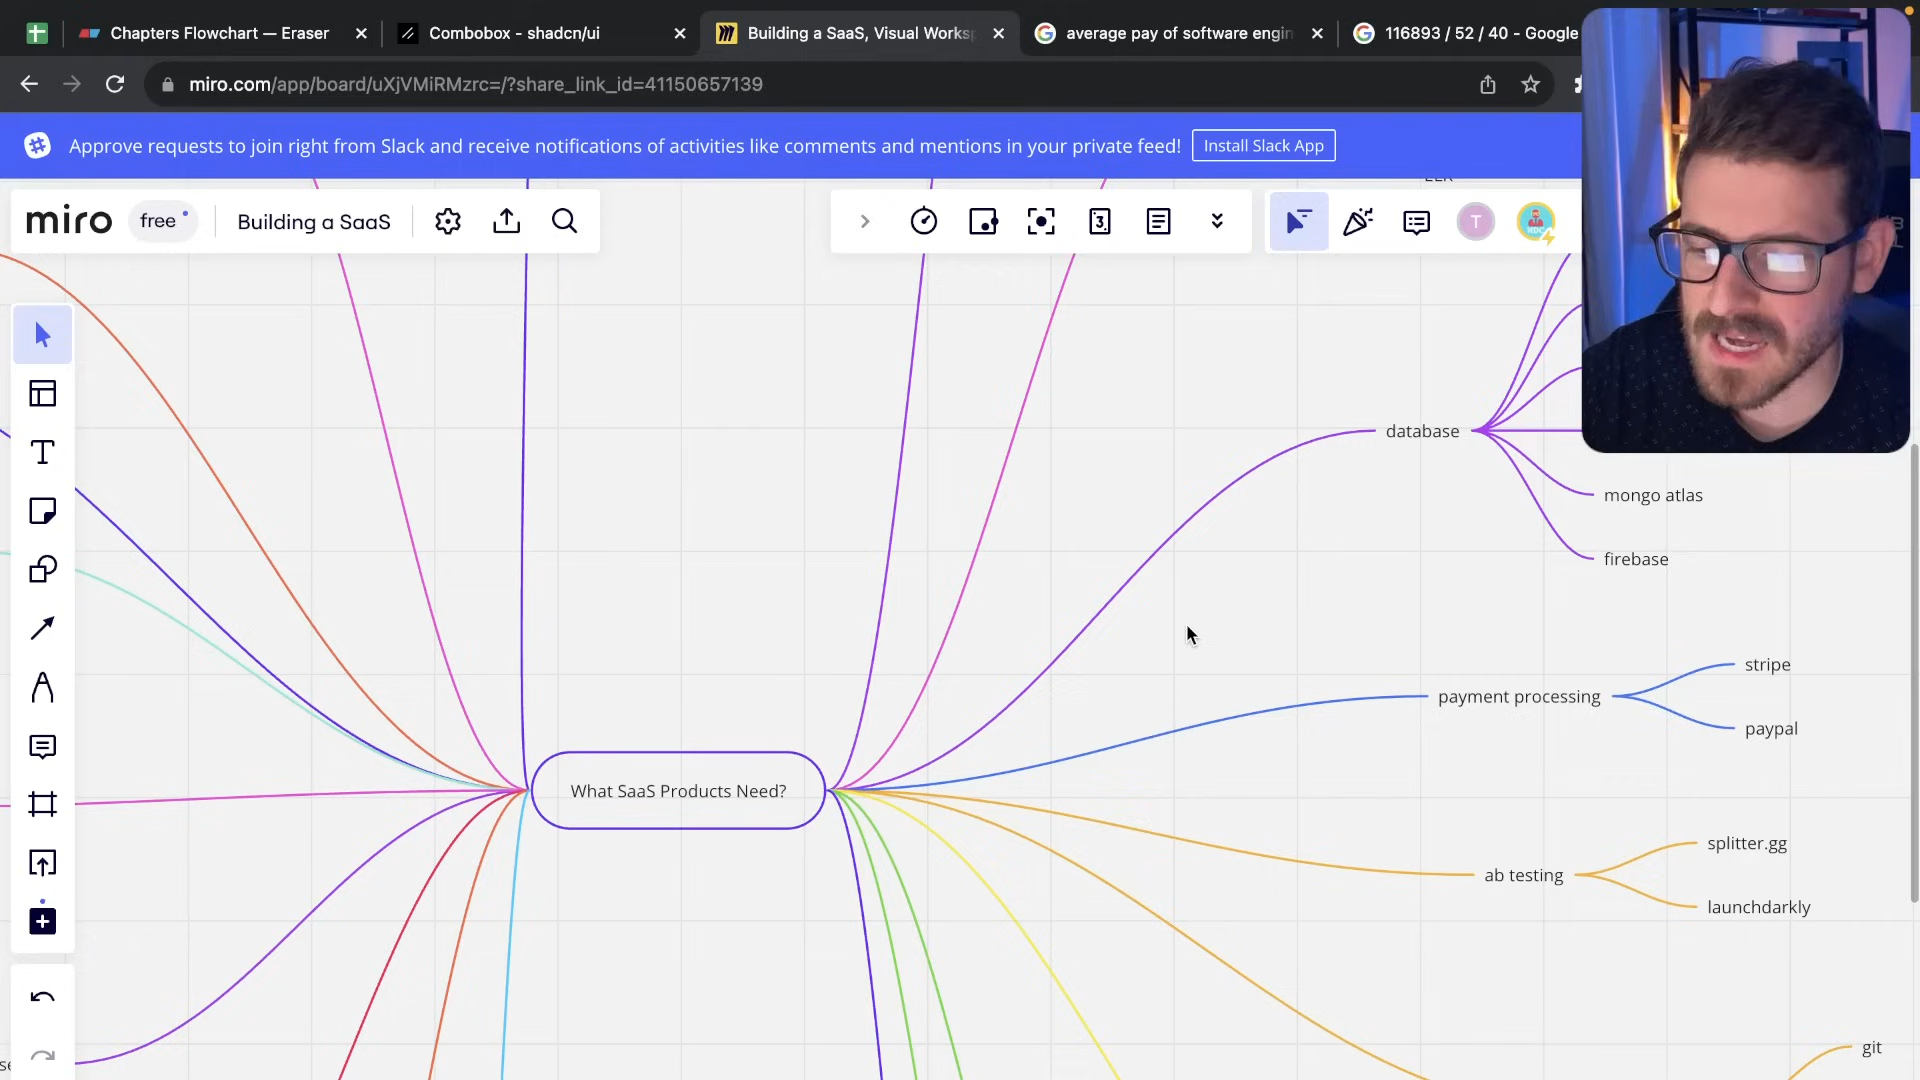 Chapters Flowchart — Eraser
Combobox - shadcn/ui
Building a SaaS, Visual Worksp
average pay of software engin
116893 / 52 / 40 - Google
miro.com/app/board/uXjVMiRMzrc=/?share_link_id=41150657139
Approve requests to join right from Slack and receive notifications of activities like comments and mentions in your private feed!
Install Slack App
miro
free
Building a SaaS
3
T
database
mongo atlas
firebase
stripe
payment processing
paypal
What SaaS Products Need?
splitter.gg
ab testing
launchdarkly
git
se